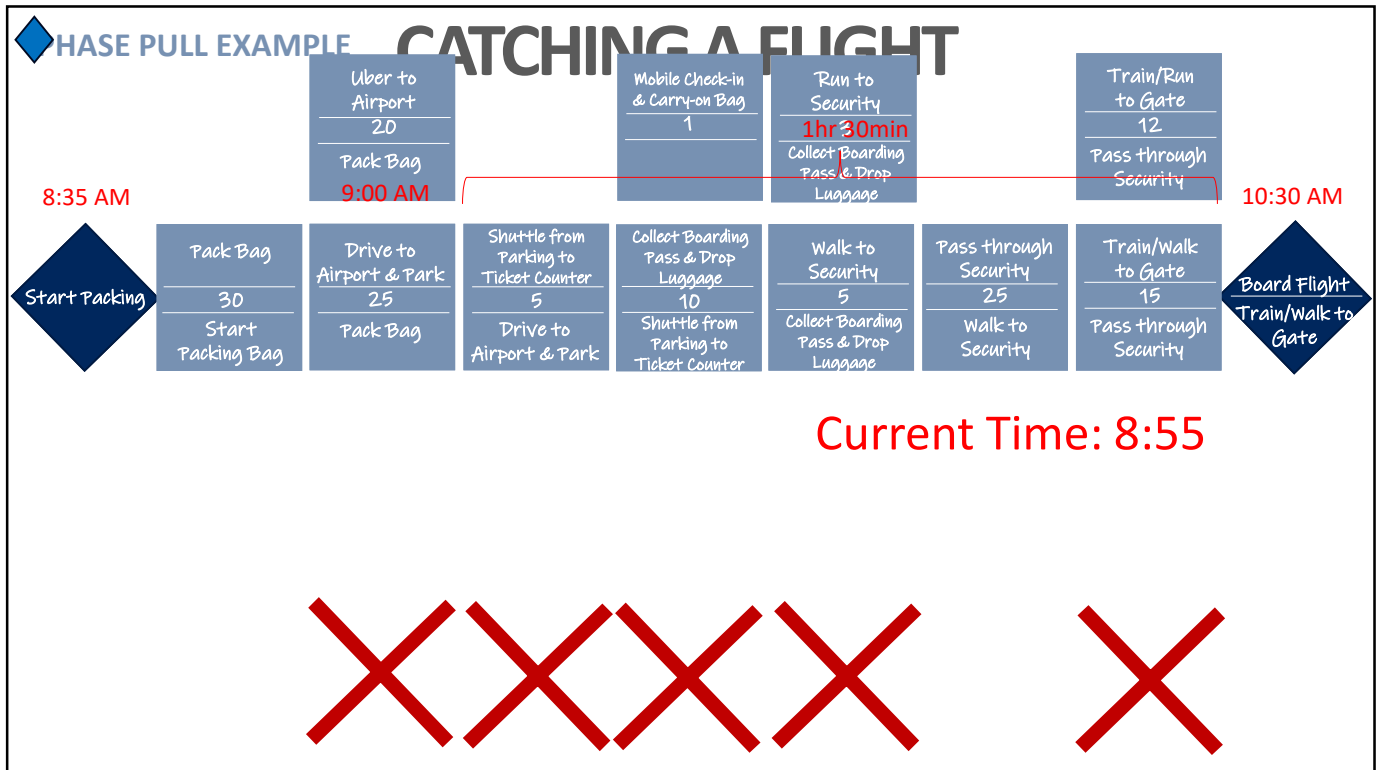 HASE PULL EXAMPLE
CATCHING A FLIGHT
Uber to
Airport
20
Pack Bag
Mobile Check-in
& Carry-on Bag
1
Run to
Security
3
Collect Boarding
Pass & Drop
Luggage
1hr 30min
Train/Run
to Gate
12
Pass through
Security
8:35 AM
9:00 AM
10:30 AM
Start Packing
Pack Bag
30
Start
Packing Bag
Drive to
Airport & Park
25
Pack Bag
Shuttle from
Parking to
Ticket Counter
5
Drive to
Airport & Park
Collect Boarding
Pass & Drop
Luggage
10
Shuttle from
Parking to
Ticket Counter
Walk to
Security
5
Collect Boarding
Pass & Drop
Luggage
Pass through
Security
25
Walk to
Security
Train/Walk
to Gate
15
Pass through
Security
Board Flight
Train/Walk to
Gate
Current Time: 8:55